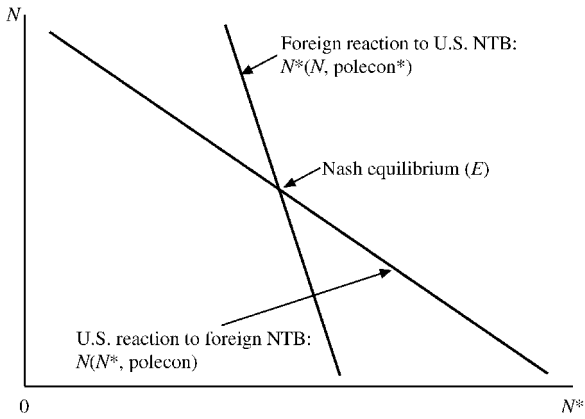 N
Foreign reaction to U.S. NTB:
N*(N, polecon*)
Nash equilibrium (E)
U.S. reaction to foreign NTB:
N(N*, polecon)
0
N*